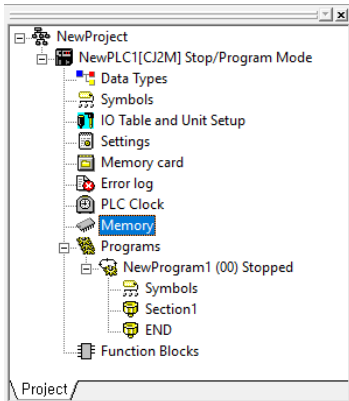 NewProject
NewPLC1[CJ2M] Stop/Program Mode
Data Types
Symbols
IO Table and Unit Setup
Settings
Memory card
Error log
PLC Clock
Memory
Programs
NewProgram1 (00) Stopped
Symbols
Section1
END
Function Blocks
Project